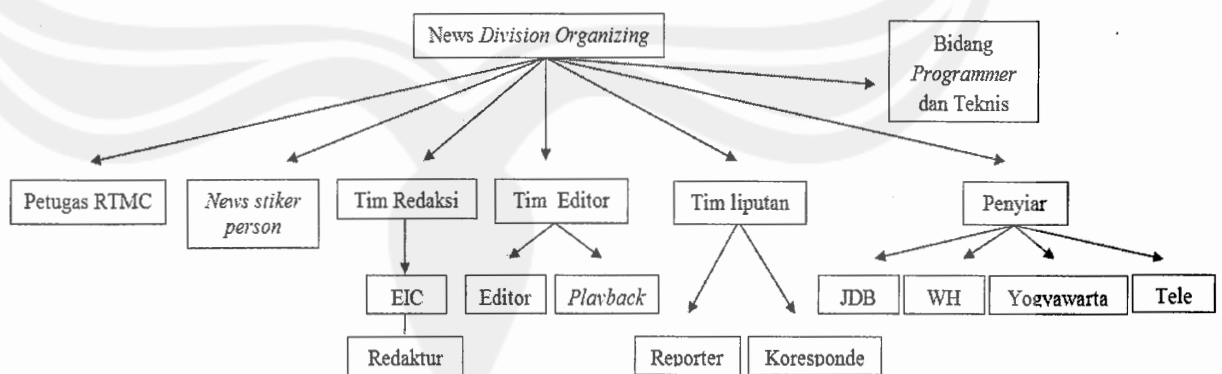 News Division Organizing
Bidang
Programmer
dan Teknis
Petugas RTMC
News stiker
person
Tim Redaksi
Tim Editor
Tim liputan
Penyiar
EIC
Editor
Playback
JDB
WH
Yogyawarta
Tele
Redaktur
Reporter
Koresponde